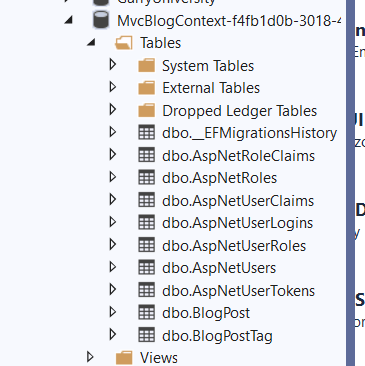 MvcBlogContext-f4fb1d0b-3018-4
Tables
System Tables
External Tables
Dropped Ledger Tables
dbo.__EFMigrationsHistory
dbo.AspNetRoleClaims
dbo.AspNetRoles
dbo.AspNetUserClaims
dbo.AspNetUserLogins
dbo.AspNetUserRoles
dbo.AspNetUsers
dbo.AspNetUserTokens
dbo.BlogPost
dbo.BlogPostTag
Views